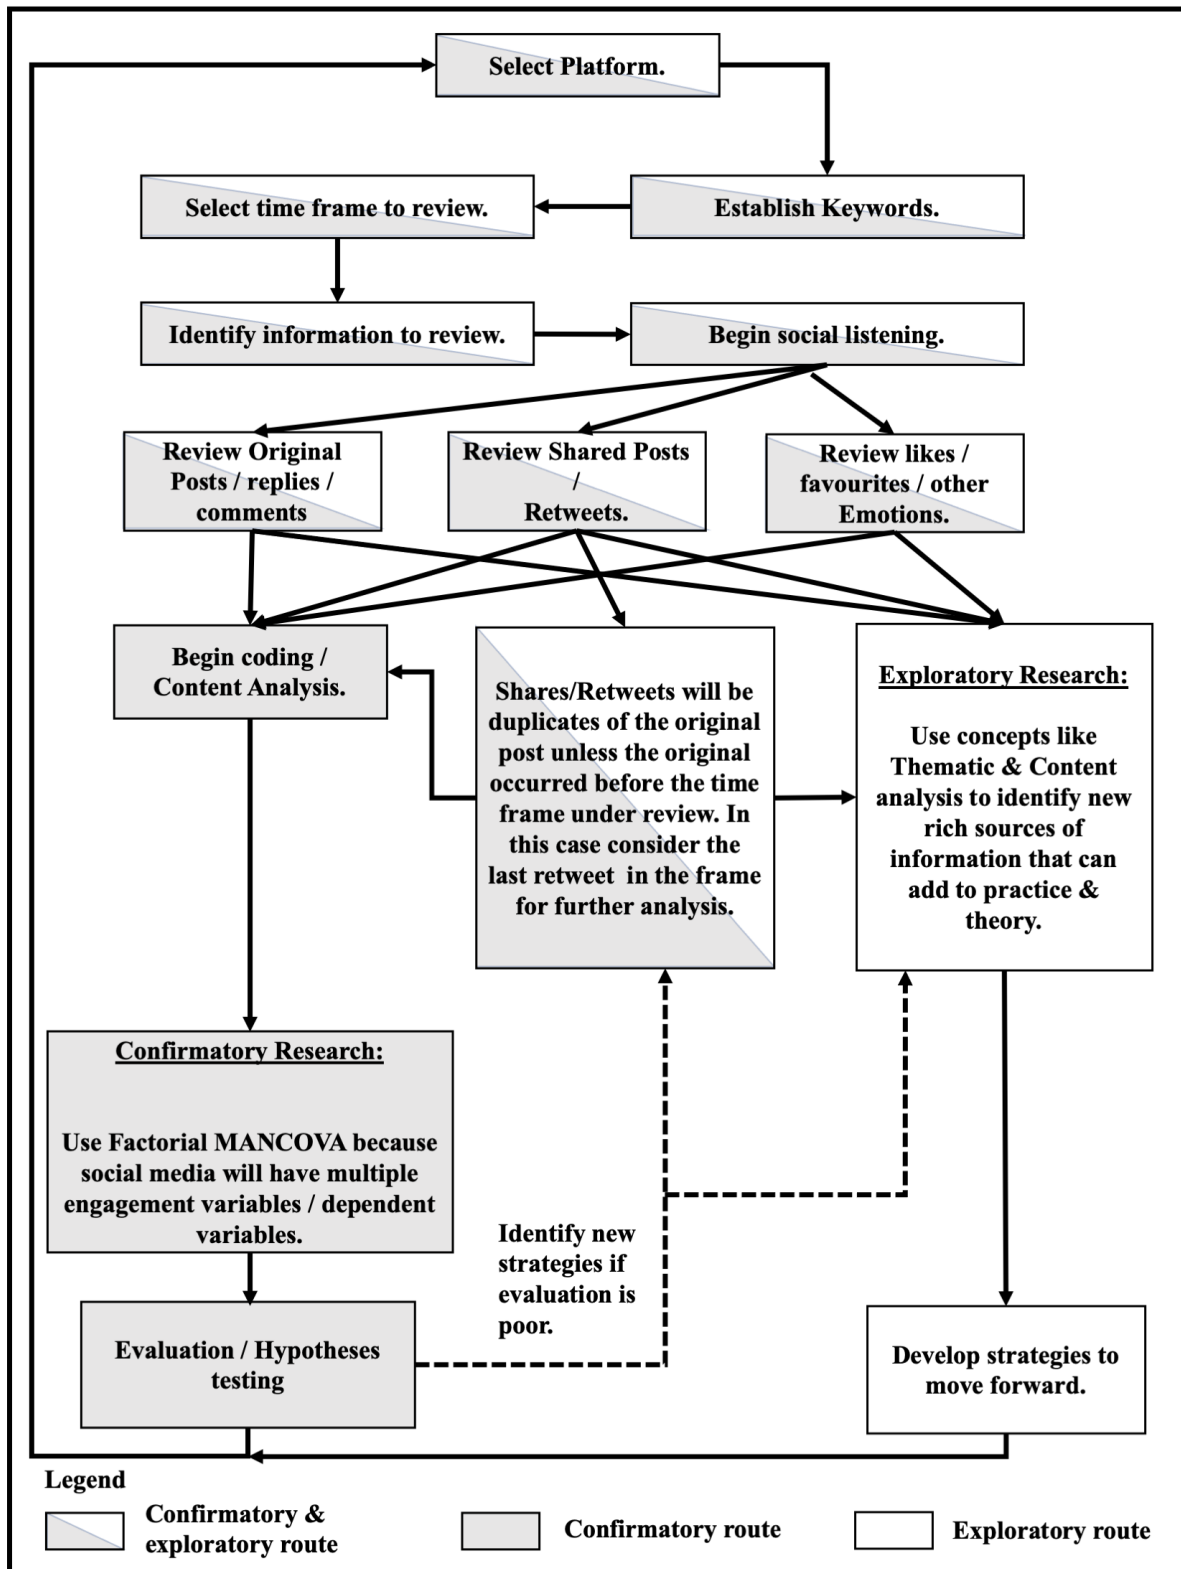 Select Platform.
Select time frame to review.
Establish Keywords.
Identify information to review.
Begin social listening.
Review Original
Posts / replies /
comments
Review Shared Posts
/
Retweets.
Review likes /
favourites / other
Emotions.
Begin coding /
Content Analysis.
Shares/Retweets will be
duplicates of the original
post unless the original
occurred before the time
frame under review. In
this case consider the
last retweet in the frame
for further analysis.
Exploratory Research:
Use concepts like
Thematic & Content
analysis to identify new
rich sources of
information that can
add to practice &
theory.
Confirmatory Research:
Use Factorial MANCOVA because
social media will have multiple
engagement variables / dependent
variables.
Identify new
strategies if
evaluation is
poor.
Evaluation / Hypotheses
testing
Develop strategies to
move forward.
Legend
Confirmatory &
exploratory route
Confirmatory route
Exploratory route